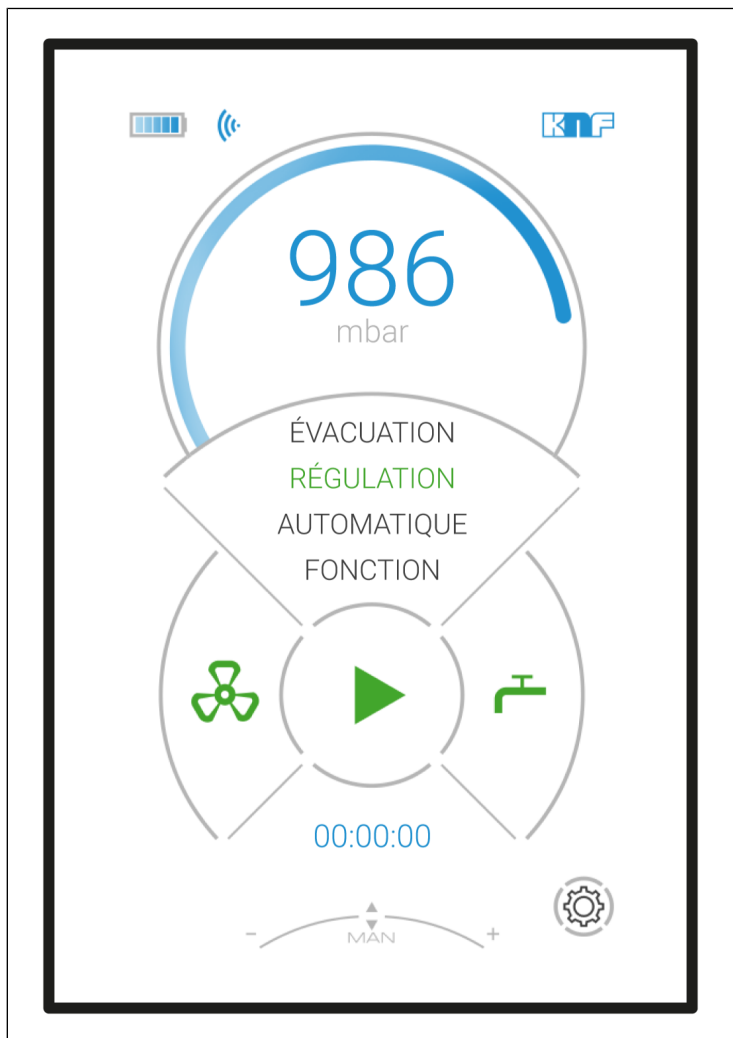 KNF
986
mbar
ÉVACUATION
RÉGULATION
AUTOMATIQUE
FONCTION
00:00:00
- MAN +